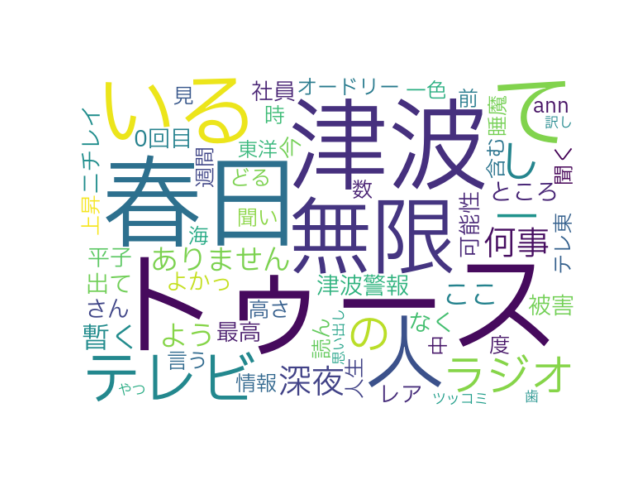 いる
津波
て
春日
無限
し
トゥース
人
テレビ
の
ラジオ
何事
ー
深夜
ここ
ありません
よう
暫く
見
社員
オードリー
一色
前
睡魔
ann
訳し
0回目
時
東洋
今
含む
聞く
ニチレイ
上昇
週間
どる
聞い
数
可能性
ところ
テレ東
海
平子
出て
よかっ
津波警報
被害
さん
最高
高さ
読ん
思い出し
なく
中
度
言う
やっ
情報
人生
レア
ツッコミ
歯